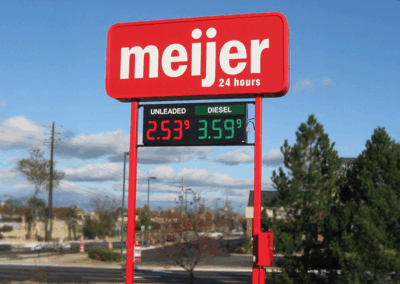 meijer
24 hours
UNLEADED DIESEL
2.53⁹ 3.59⁹